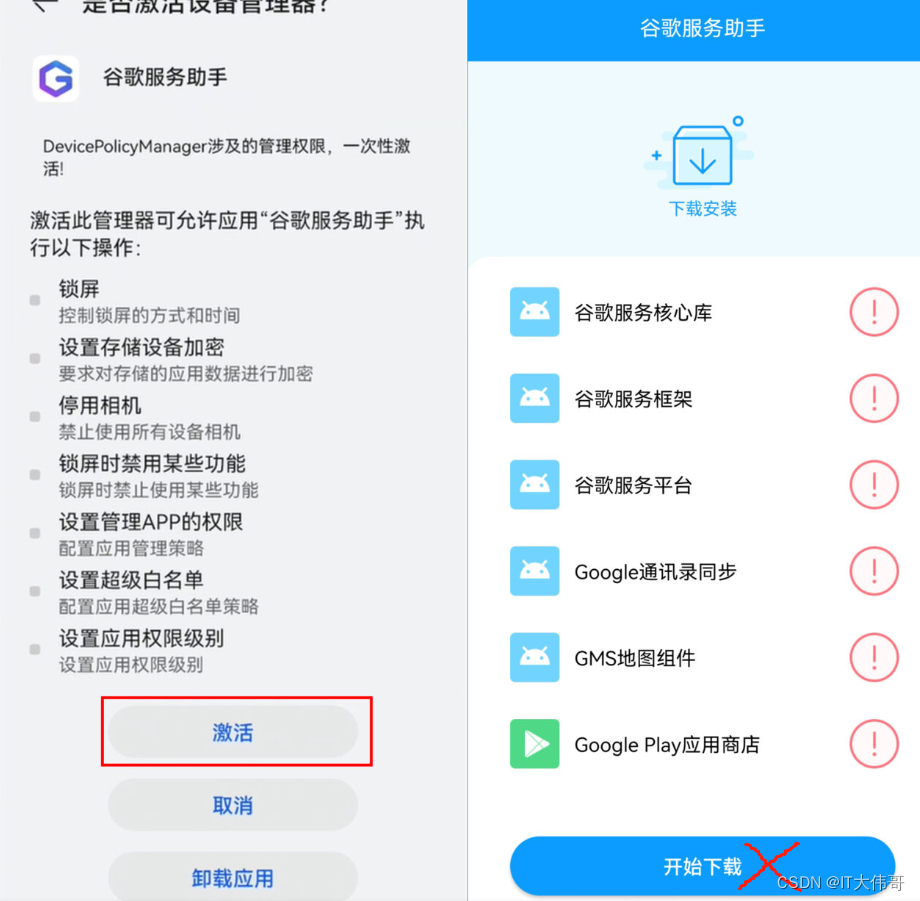 是否激活设备管理器?
谷歌服务助手
DevicePolicyManager涉及的管理权限，一次性激
活!
激活此管理器可允许应用“谷歌服务助手”执
行以下操作:
锁屏
控制锁屏的方式和时间
设置存储设备加密
要求对存储的应用数据进行加密
停用相机
禁止使用所有设备相机
锁屏时禁用某些功能
锁屏时禁止使用某些功能
设置管理APP的权限
配置应用管理策略
设置超级白名单
配置应用超级白名单策略
设置应用权限级别
设置应用权限级别
激活
取消
卸载应用
谷歌服务助手
下载安装
谷歌服务核心库
谷歌服务框架
谷歌服务平台
Google通讯录同步
GMS地图组件
Google Play应用商店
开始下载
CSDN @IT大伟哥